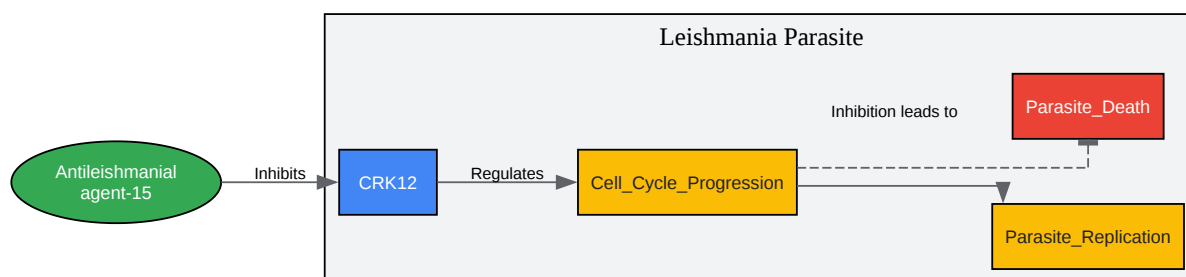 Leishmania Parasite
Inhibition leads to
Parasite_Death
Antileishmanial
agent-15
Inhibits
CRK12
Regulates
Cell_Cycle_Progression
Parasite_Replication